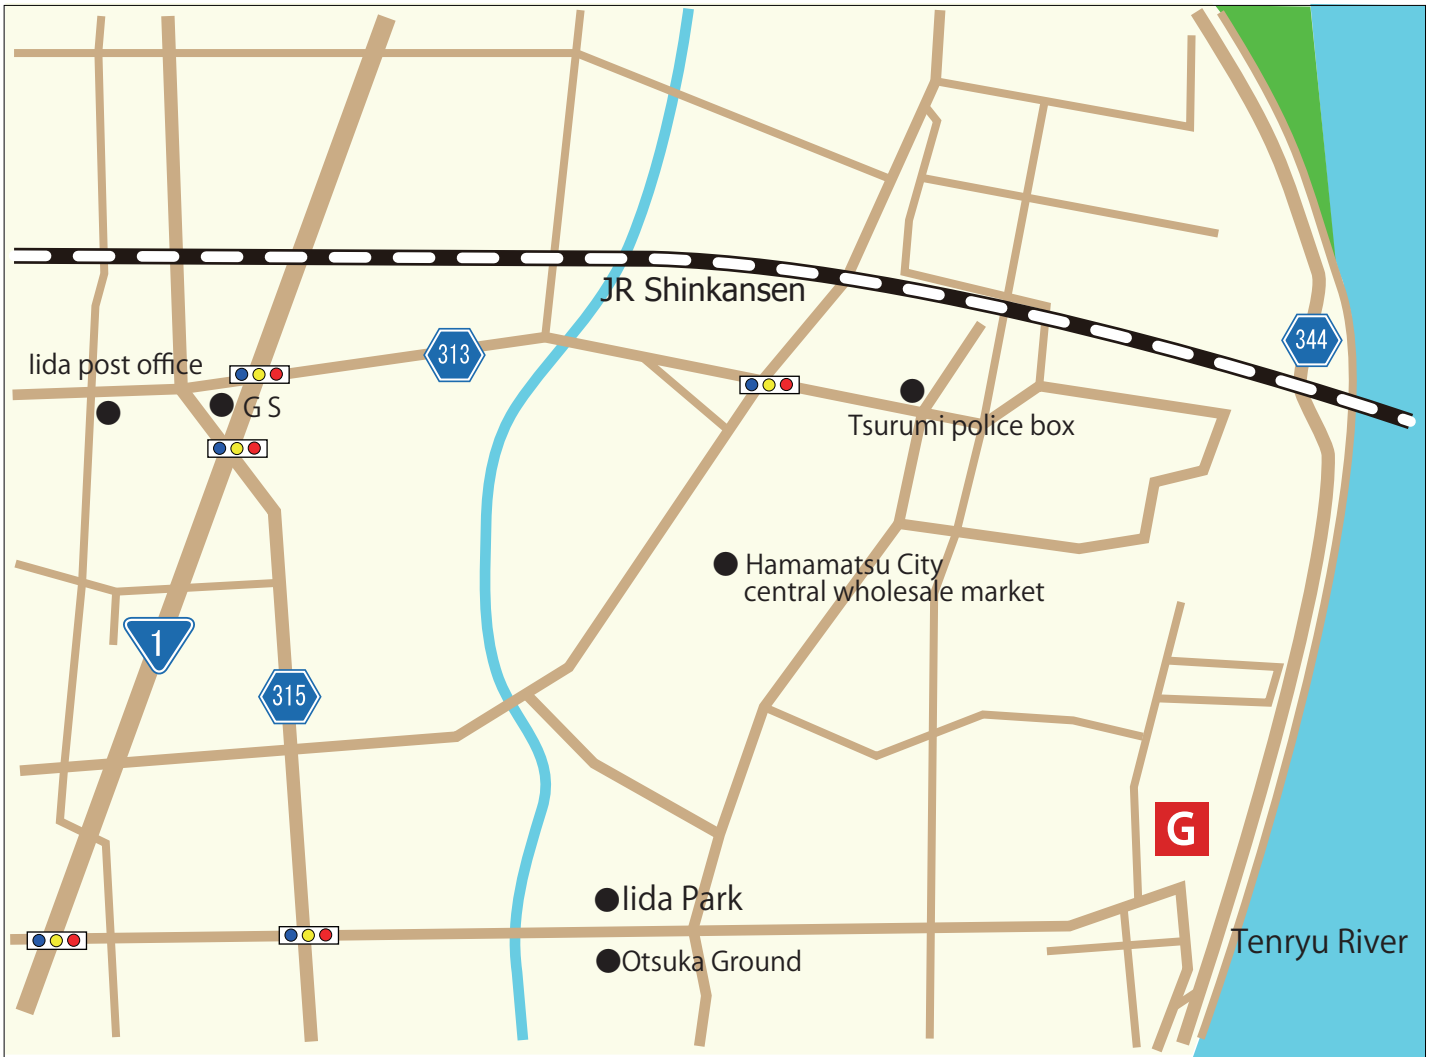 JR Shinkansen
344
313
Iida post office
G S
Tsurumi police box
Hamamatsu City
central wholesale market
1
315
G
Iida Park
Tenryu River
Otsuka Ground